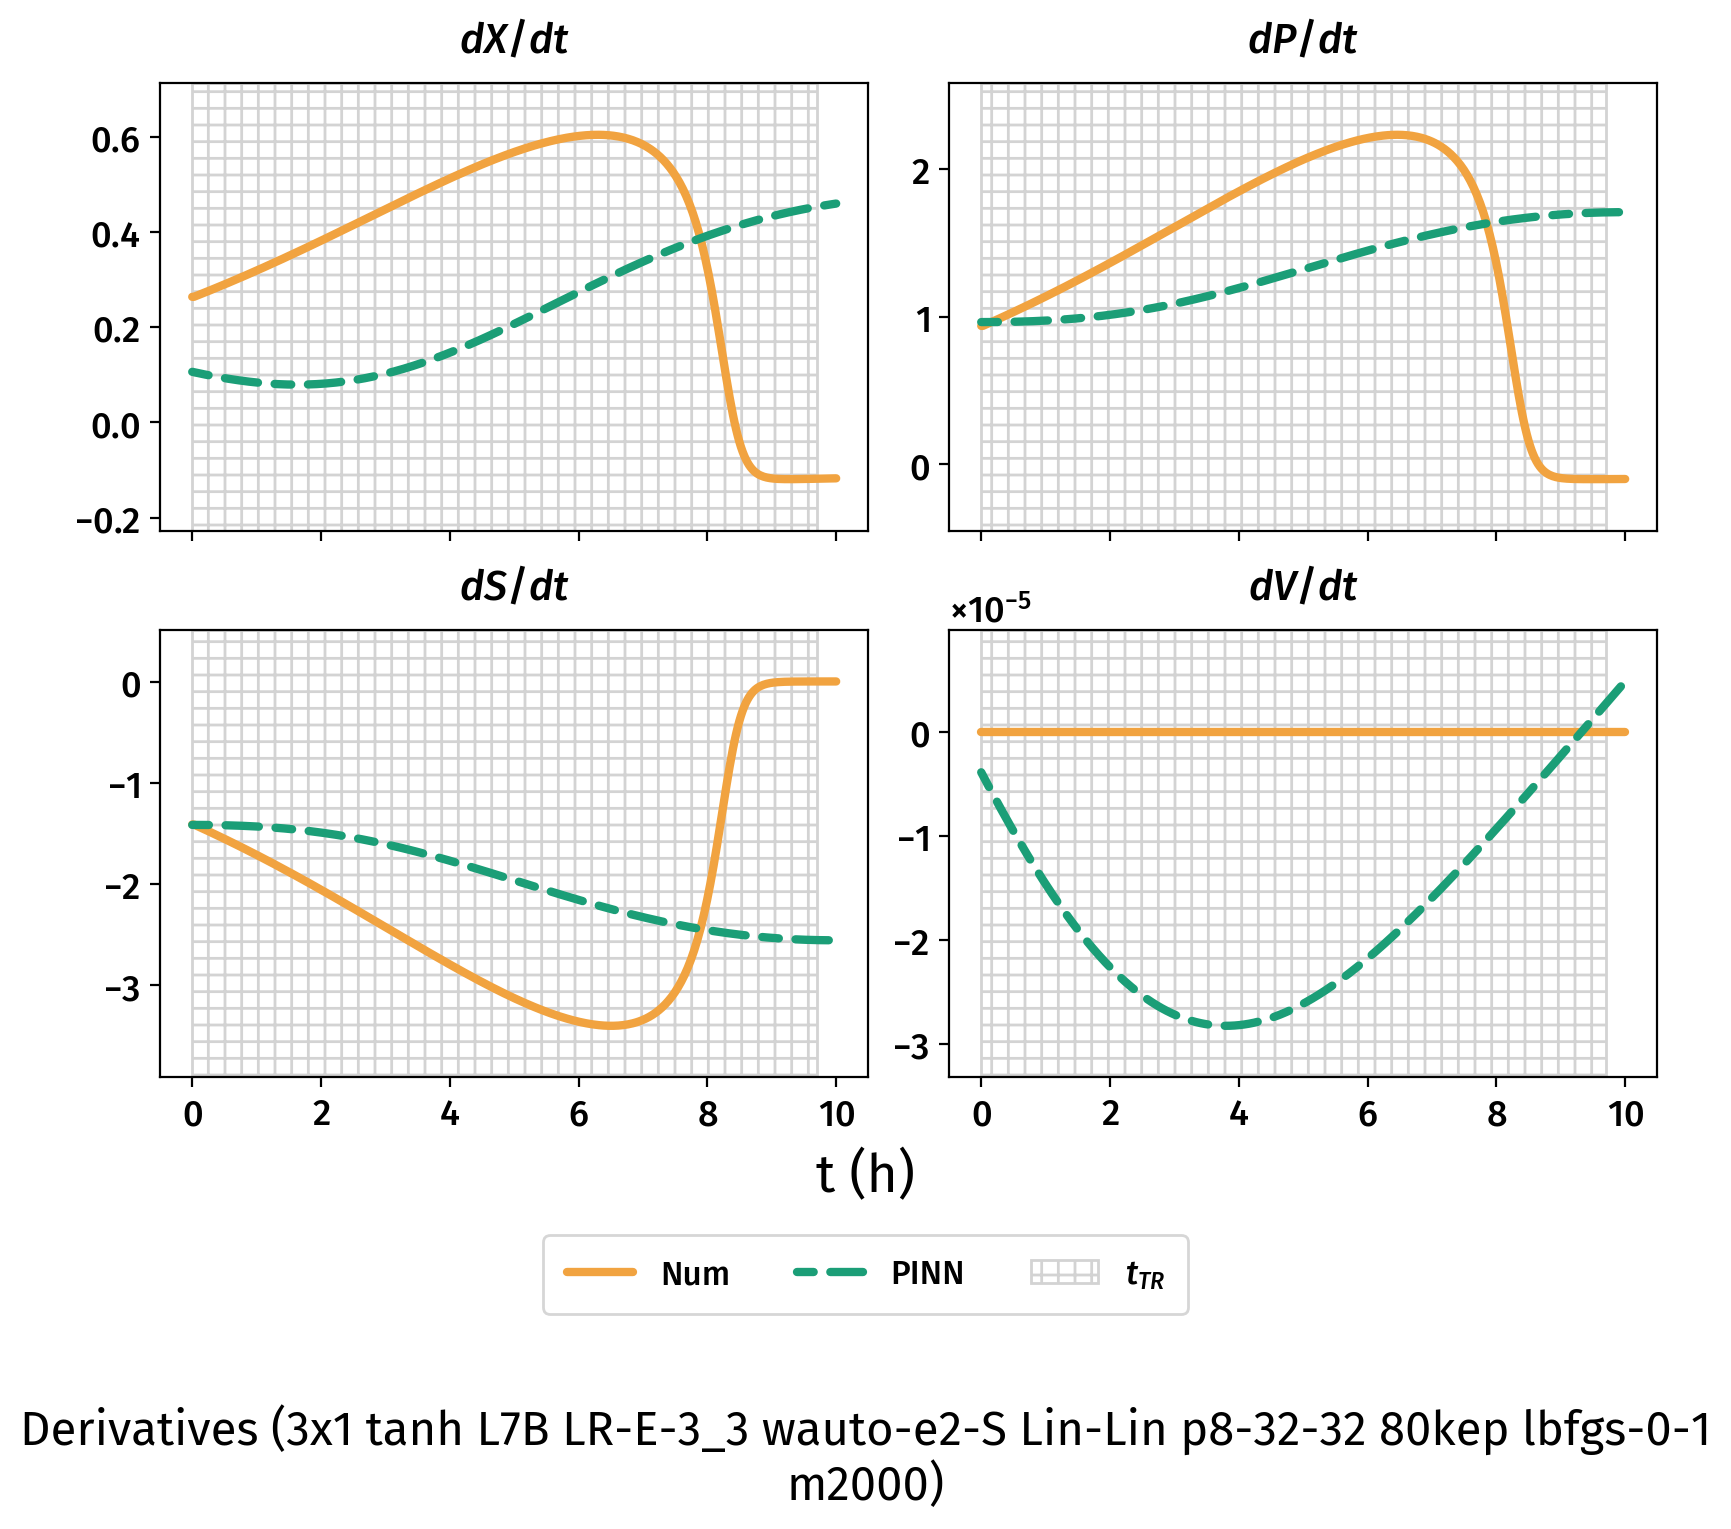 dX/dt
dP/dt
0.6
0.4
0.2
0.0
−0.2
2
1
0
dS/dt
dV/dt
×10⁻⁵
0
−1
−2
−3
0
−1
−2
−3
0 2 4 6 8 10
0 2 4 6 8 10
t (h)
Num PINN t_TR
Derivatives (3x1 tanh L7B LR-E-3_3 wauto-e2-S Lin-Lin p8-32-32 80kep lbfgs-0-1
m2000)